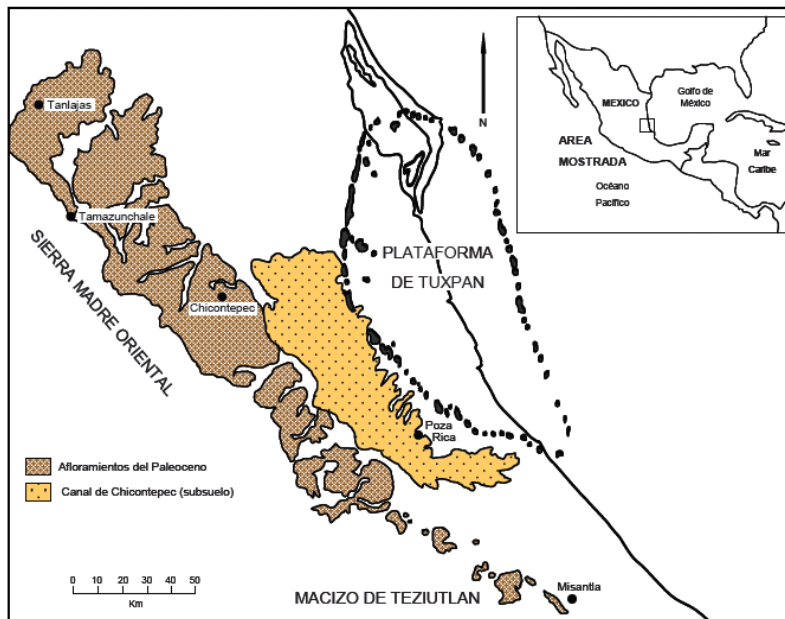 Tanlajas
Tamazunchale
SIERRA MADRE ORIENTAL
Chicontepec
N
PLATAFORMA
DE TUXPAN
Poza
Rica
Golfo de
México
MEXICO
AREA
MOSTRADA
Mar
Caribe
Océano
Pacífico
Afloramientos del Paleoceno
Canal de Chicontepec (subsuelo)
0 10 20 30 40 50
Km
MACIZO DE TEZIUTLAN
Misantla